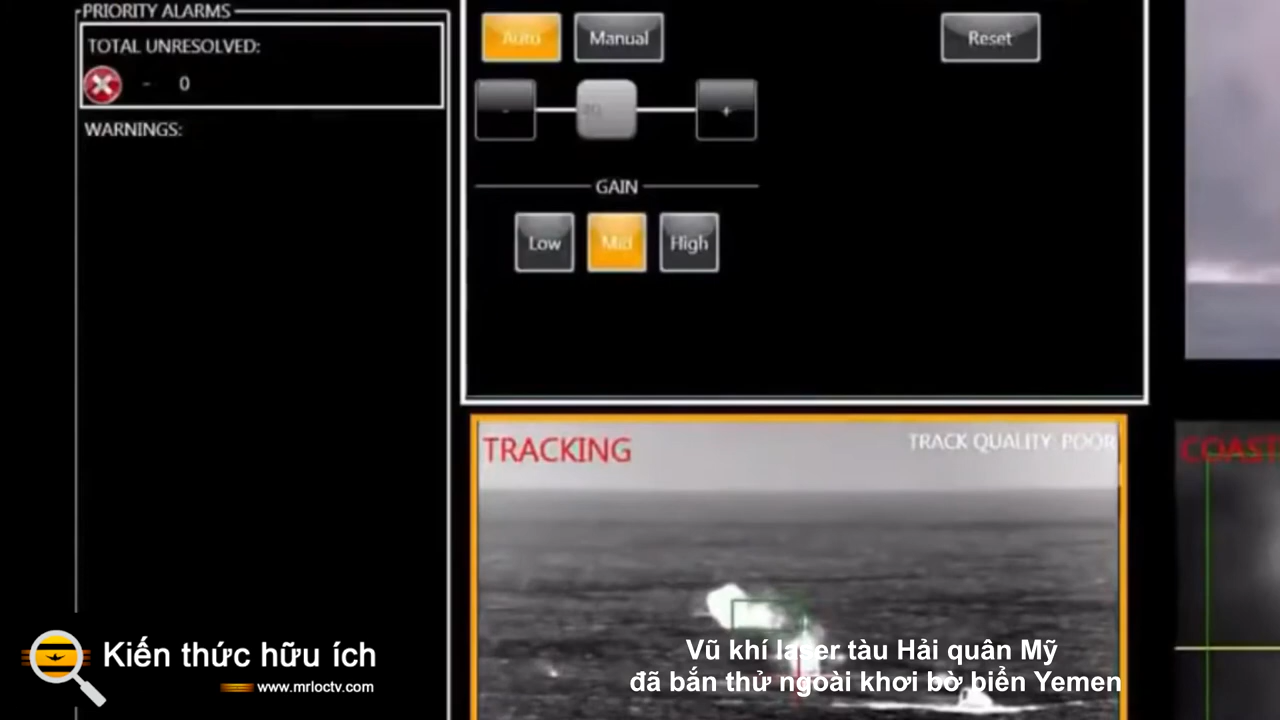 PRIORITY ALARMS
TOTAL UNRESOLVED:
- 0
WARNINGS:
Auto
Manual
Reset
-
+
GAIN
Low
Mid
High
TRACKING
TRACK QUALITY: POOR
COAST
Kiến thức hữu ích
www.mrloctv.com
Vũ khí laser tàu Hải quân Mỹ
đã bắn thử ngoài khơi bờ biển Yemen